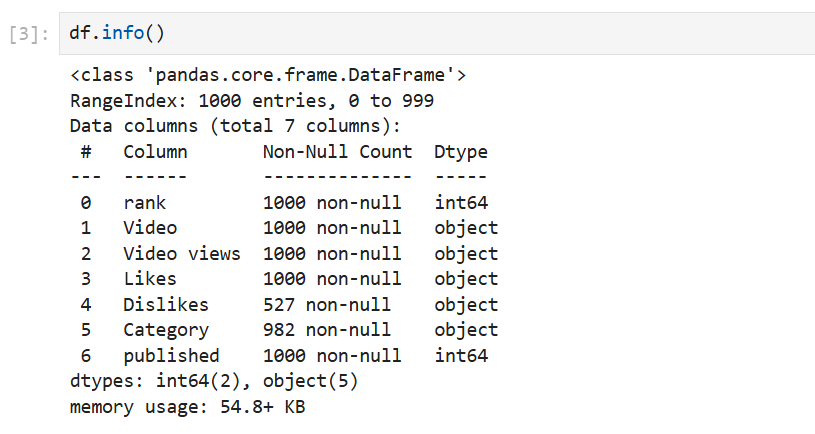 [3]: df.info()
<class 'pandas.core.frame.DataFrame'>
RangeIndex: 1000 entries, 0 to 999
Data columns (total 7 columns):
 #   Column       Non-Null Count  Dtype
---  ------       --------------  -----
 0   rank         1000 non-null   int64
 1   Video        1000 non-null   object
 2   Video views  1000 non-null   object
 3   Likes        1000 non-null   object
 4   Dislikes     527 non-null    object
 5   Category     982 non-null    object
 6   published    1000 non-null   int64
dtypes: int64(2), object(5)
memory usage: 54.8+ KB